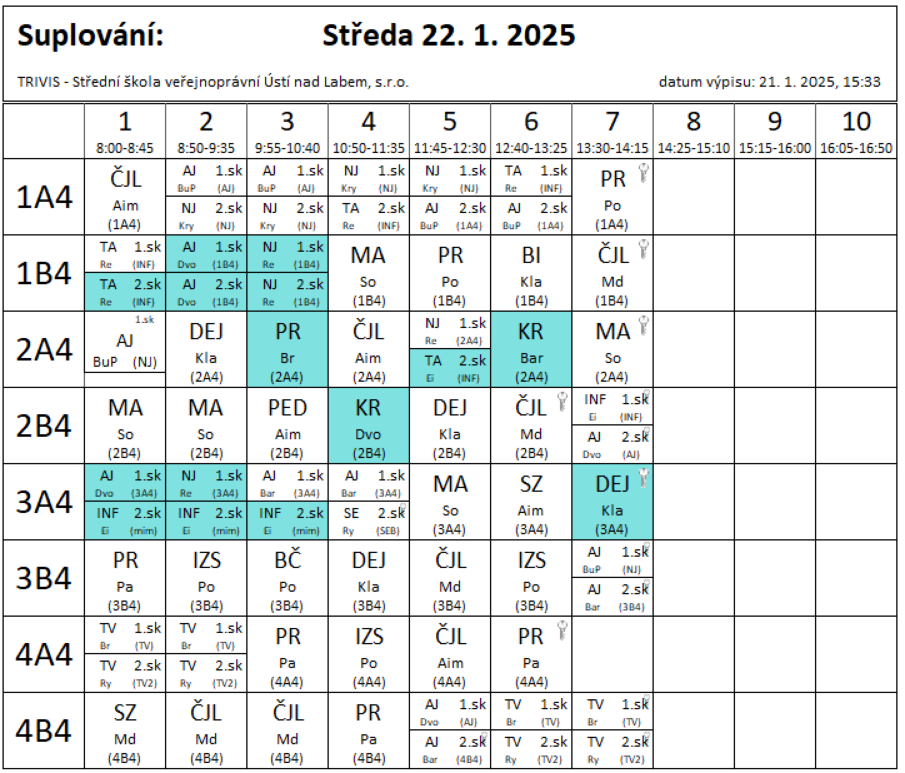 Suplování: Středa 22. 1. 2025
TRIVIS - Střední škola veřejnoprávní Ústí nad Labem, s.r.o. datum výpisu: 21. 1. 2025, 15:33
1 2 3 4 5 6 7 8 9 10
8:00-8:45 8:50-9:35 9:55-10:40 10:50-11:35 11:45-12:30 12:40-13:25 13:30-14:15 14:25-15:10 15:15-16:00 16:05-16:50
1A4
ČJL
Aim
(1A4)
AJ 1.sk
BuP (AJ)
NJ 2.sk
Kry (NJ)
AJ 1.sk
BuP (AJ)
NJ 2.sk
Kry (NJ)
NJ 1.sk
Kry (NJ)
TA 2.sk
Re (INF)
NJ 1.sk
Kry (NJ)
AJ 2.sk
BuP (1A4)
TA 1.sk
Re (INF)
AJ 2.sk
BuP (1A4)
PR
Po
(1A4)
1B4
TA 1.sk
Re (INF)
TA 2.sk
Re (INF)
AJ 1.sk
Dvo (1B4)
AJ 2.sk
Dvo (1B4)
NJ 1.sk
Re (1B4)
NJ 2.sk
Re (1B4)
MA
So
(1B4)
PR
Po
(1B4)
BI
Kla
(1B4)
ČJL
Md
(1B4)
2A4
1.sk
AJ
BuP (NJ)
DEJ
Kla
(2A4)
PR
Br
(2A4)
ČJL
Aim
(2A4)
NJ 1.sk
Re (2A4)
TA 2.sk
Ei (INF)
KR
Bar
(2A4)
MA
So
(2A4)
2B4
MA
So
(2B4)
MA
So
(2B4)
PED
Aim
(2B4)
KR
Dvo
(2B4)
DEJ
Kla
(2B4)
ČJL
Md
(2B4)
INF 1.sk
Ei (INF)
AJ 2.sk
Dvo (AJ)
3A4
AJ 1.sk
Dvo (3A4)
INF 2.sk
Ei (mim)
NJ 1.sk
Re (3A4)
INF 2.sk
Ei (mim)
AJ 1.sk
Bar (3A4)
INF 2.sk
Ei (mim)
AJ 1.sk
Bar (3A4)
SE 2.sk
Ry (SEB)
MA
So
(3A4)
SZ
Aim
(3A4)
DEJ
Kla
(3A4)
3B4
PR
Pa
(3B4)
IZS
Po
(3B4)
BČ
Po
(3B4)
DEJ
Kla
(3B4)
ČJL
Md
(3B4)
IZS
Po
(3B4)
AJ 1.sk
BuP (NJ)
AJ 2.sk
Bar (3B4)
4A4
TV 1.sk
Br (TV)
TV 2.sk
Ry (TV2)
TV 1.sk
Br (TV)
TV 2.sk
Ry (TV2)
PR
Pa
(4A4)
IZS
Po
(4A4)
ČJL
Aim
(4A4)
PR
Pa
(4A4)
4B4
SZ
Md
(4B4)
ČJL
Md
(4B4)
ČJL
Md
(4B4)
PR
Pa
(4B4)
AJ 1.sk
Dvo (AJ)
AJ 2.sk
Bar (4B4)
TV 1.sk
Br (TV)
TV 2.sk
Ry (TV2)
TV 1.sk
Br (TV)
TV 2.sk
Ry (TV2)